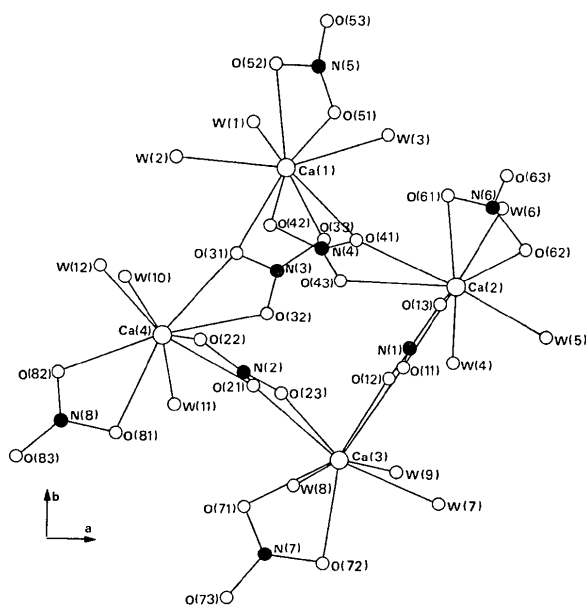 O(53)
O(52)
N(5)
O(51)
W(1)
W(3)
W(2)
Ca(1)
O(63)
O(61)
N(6)
W(6)
O(42)
O(33)
O(41)
O(62)
O(31)
N(4)
N(3)
W(12)
W(10)
O(43)
Ca(2)
O(13)
O(32)
Ca(4)
O(22)
W(5)
N(1)
O(82)
N(2)
W(4)
O(21)
O(23)
O(12)
O(11)
W(11)
N(8)
O(81)
O(83)
Ca(3)
W(9)
b
W(8)
W(7)
O(71)
a
N(7)
O(72)
O(73)